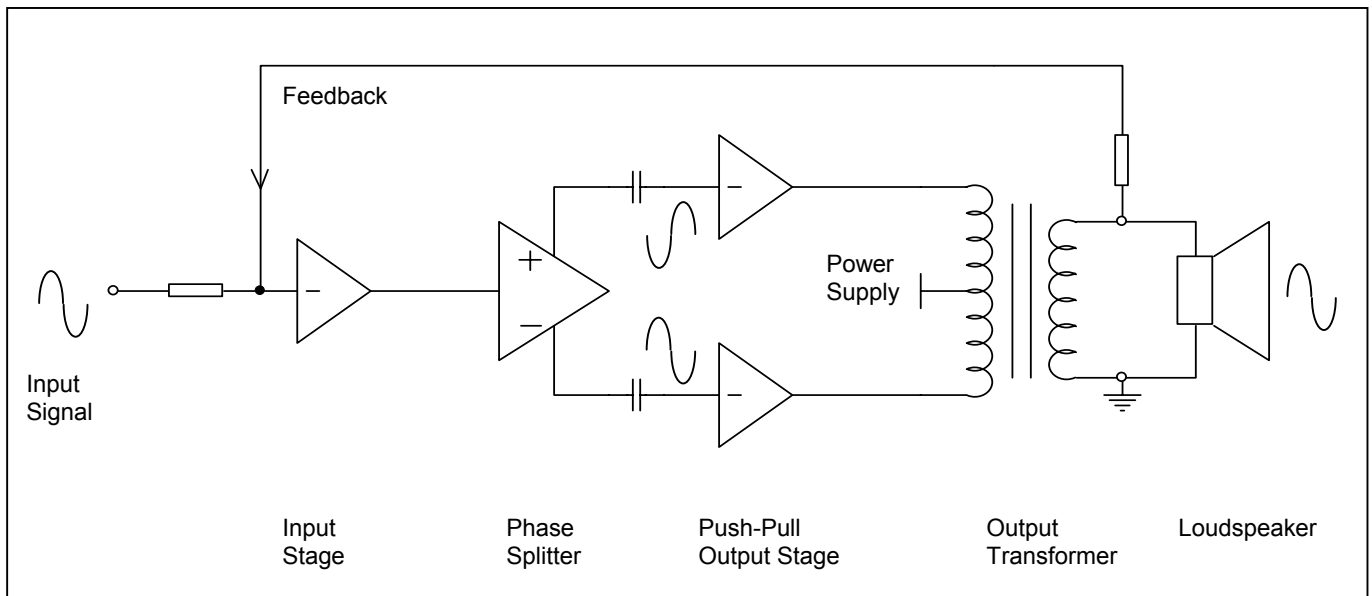 Feedback
+
−
−
−
−
Power
Supply
Input
Signal
Input
Stage
Phase
Splitter
Push-Pull
Output Stage
Output
Transformer
Loudspeaker